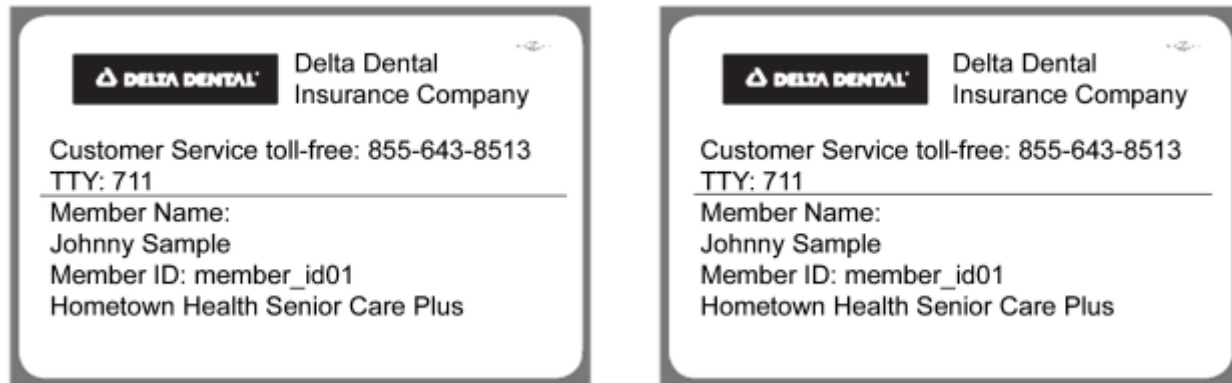 DELTA DENTAL
Delta Dental
Insurance Company
Customer Service toll-free: 855-643-8513
TTY: 711
Member Name:
Johnny Sample
Member ID: member_id01
Hometown Health Senior Care Plus
DELTA DENTAL
Delta Dental
Insurance Company
Customer Service toll-free: 855-643-8513
TTY: 711
Member Name:
Johnny Sample
Member ID: member_id01
Hometown Health Senior Care Plus